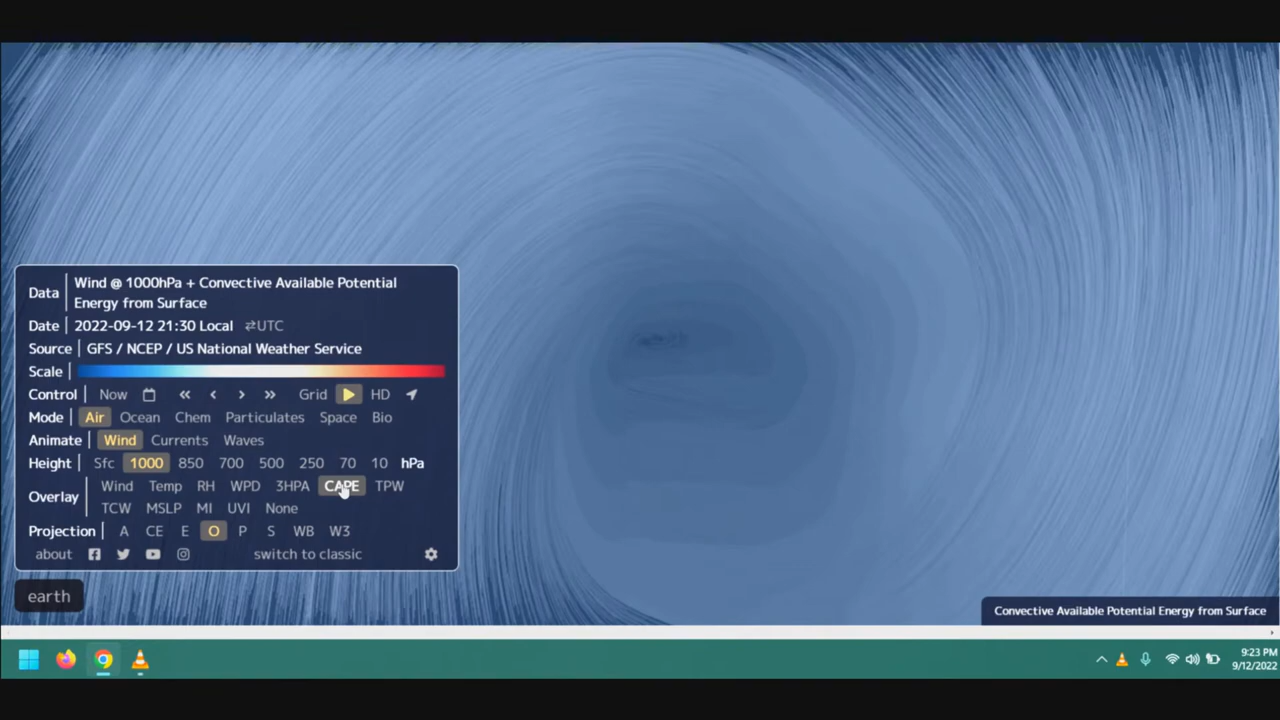 Data
Wind @ 1000hPa + Convective Available Potential
Energy from Surface
Date 2022-09-12 21:30 Local ⇄UTC
Source GFS / NCEP / US National Weather Service
Scale
Control Now « ‹ › » Grid HD
Mode Air Ocean Chem Particulates Space Bio
Animate Wind Currents Waves
Height Sfc 1000 850 700 500 250 70 10 hPa
Overlay
Wind Temp RH WPD 3HPA CAPE TPW
TCW MSLP MI UVI None
Projection A CE E O P S WB W3
about switch to classic
earth
Convective Available Potential Energy from Surface
9:23 PM
9/12/2022